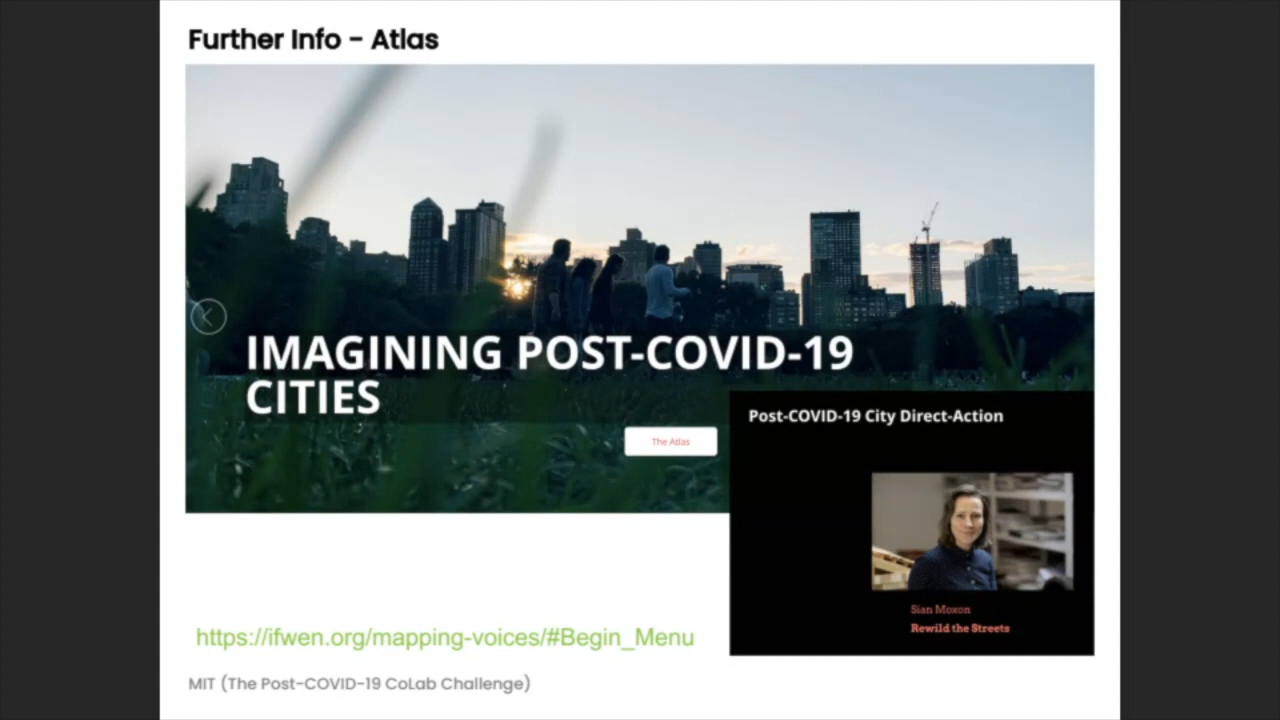 Further Info - Atlas
IMAGINING POST-COVID-19
CITIES
The Atlas
Post-COVID-19 City Direct-Action
Sian Moxon
Rewild the Streets
https://ifwen.org/mapping-voices/#Begin_Menu
MIT (The Post-COVID-19 CoLab Challenge)